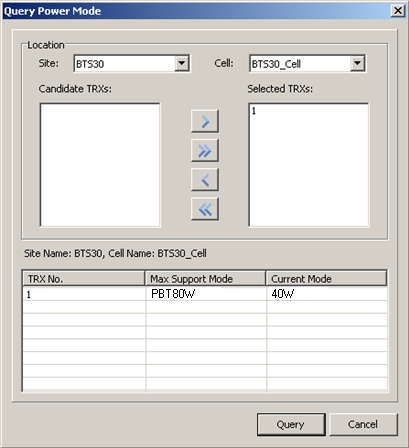 Query Power Mode
Location
Site: BTS30 Cell: BTS30_Cell
Candidate TRXs: Selected TRXs:
1
Site Name: BTS30, Cell Name: BTS30_Cell
TRX No. Max Support Mode Current Mode
1 PBT80W 40W
Query Cancel